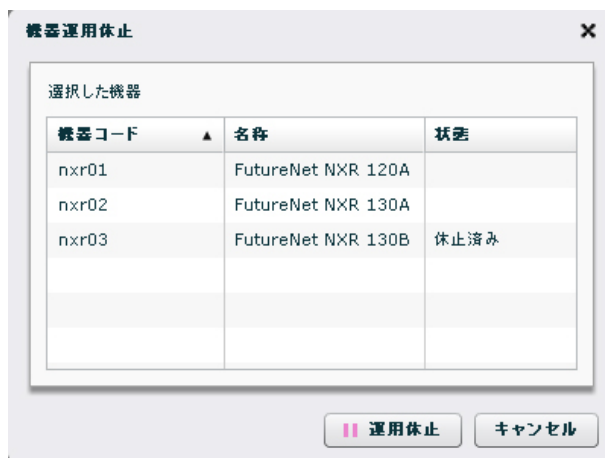 機器運用休止
選択した機器
機器コード ▲ 名称 状態
nxr01 FutureNet NXR 120A
nxr02 FutureNet NXR 130A
nxr03 FutureNet NXR 130B 休止済み
運用休止 キャンセル